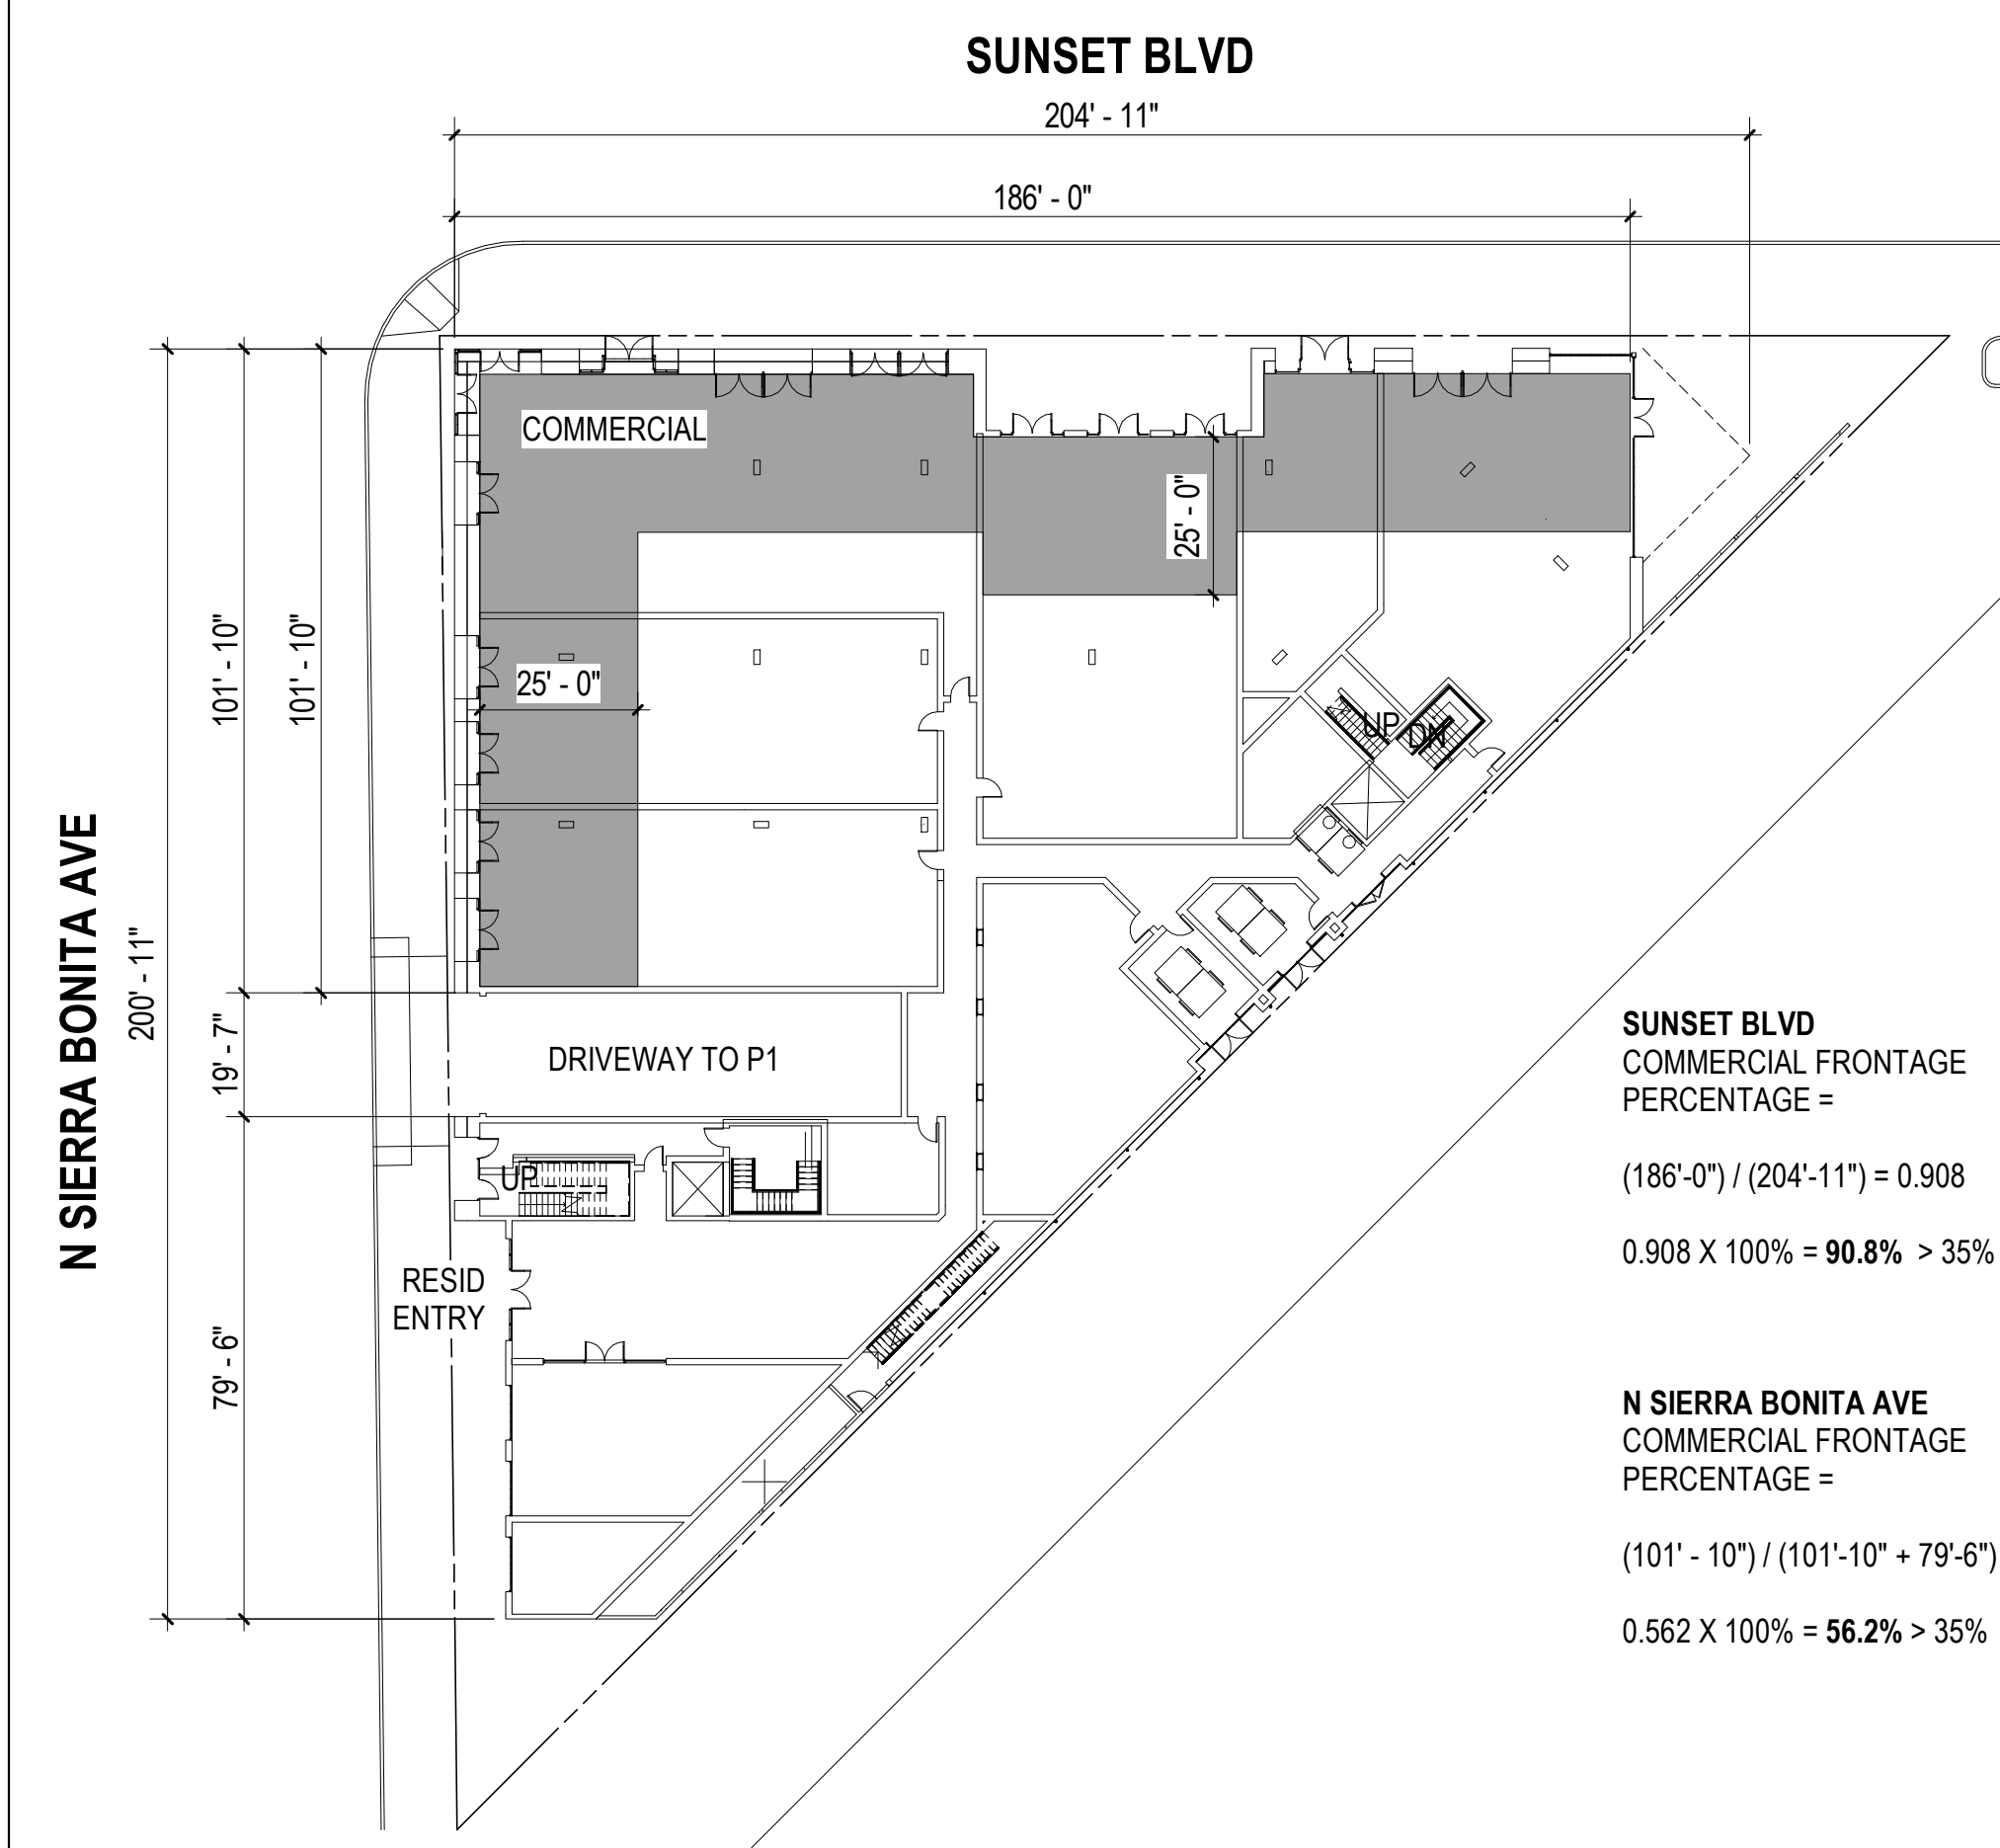 SUNSET BLVD
204' - 11"
186' - 0"
COMMERCIAL
25' - 0"
101' - 10"
101' - 10"
25' - 0"
UP
DN
N SIERRA BONITA AVE
200' - 11"
19' - 7"
DRIVEWAY TO P1
UP
79' - 6"
RESID
ENTRY
SUNSET BLVD
COMMERCIAL FRONTAGE
PERCENTAGE =
(186'-0") / (204'-11") = 0.908
0.908 X 100% = 90.8% > 35%
N SIERRA BONITA AVE
COMMERCIAL FRONTAGE
PERCENTAGE =
(101' - 10") / (101'-10" + 79'-6")
0.562 X 100% = 56.2% > 35%